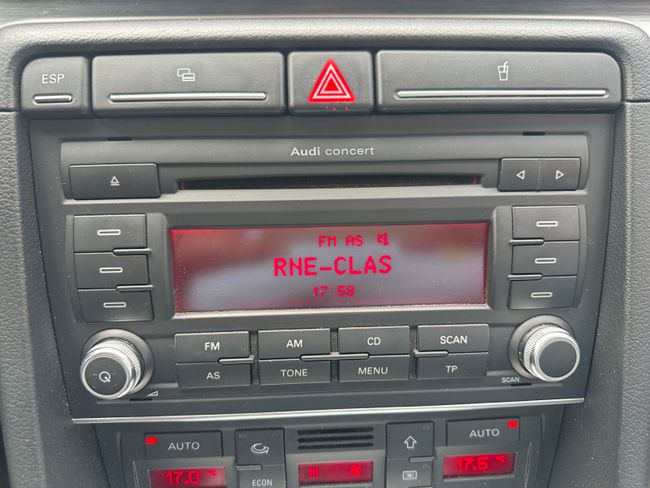 ESP
Audi concert
FM AS
RNE-CLAS
17:58
FM AM CD SCAN
AS TONE MENU TP
SCAN
AUTO AUTO
17.0°C 17.5°C
ECON